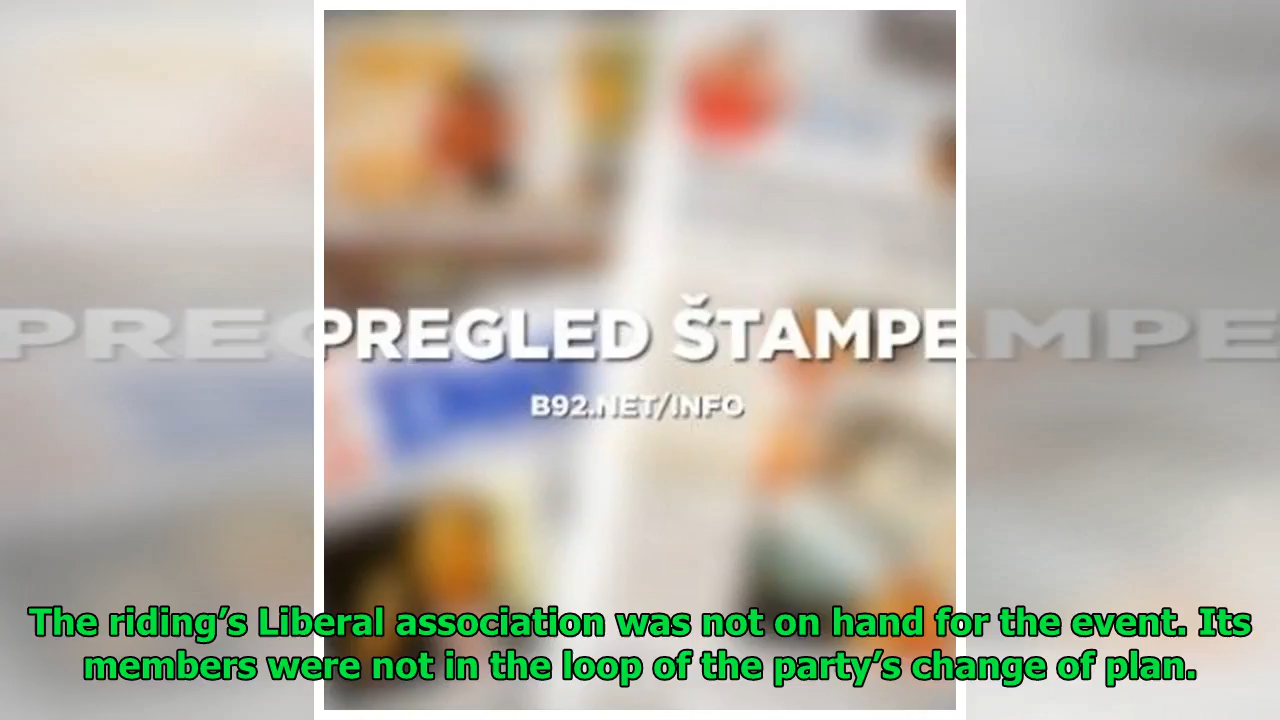 PREGLED ŠTAMPE
B92.NET/INFO
The riding’s Liberal association was not on hand for the event. Its
members were not in the loop of the party’s change of plan.